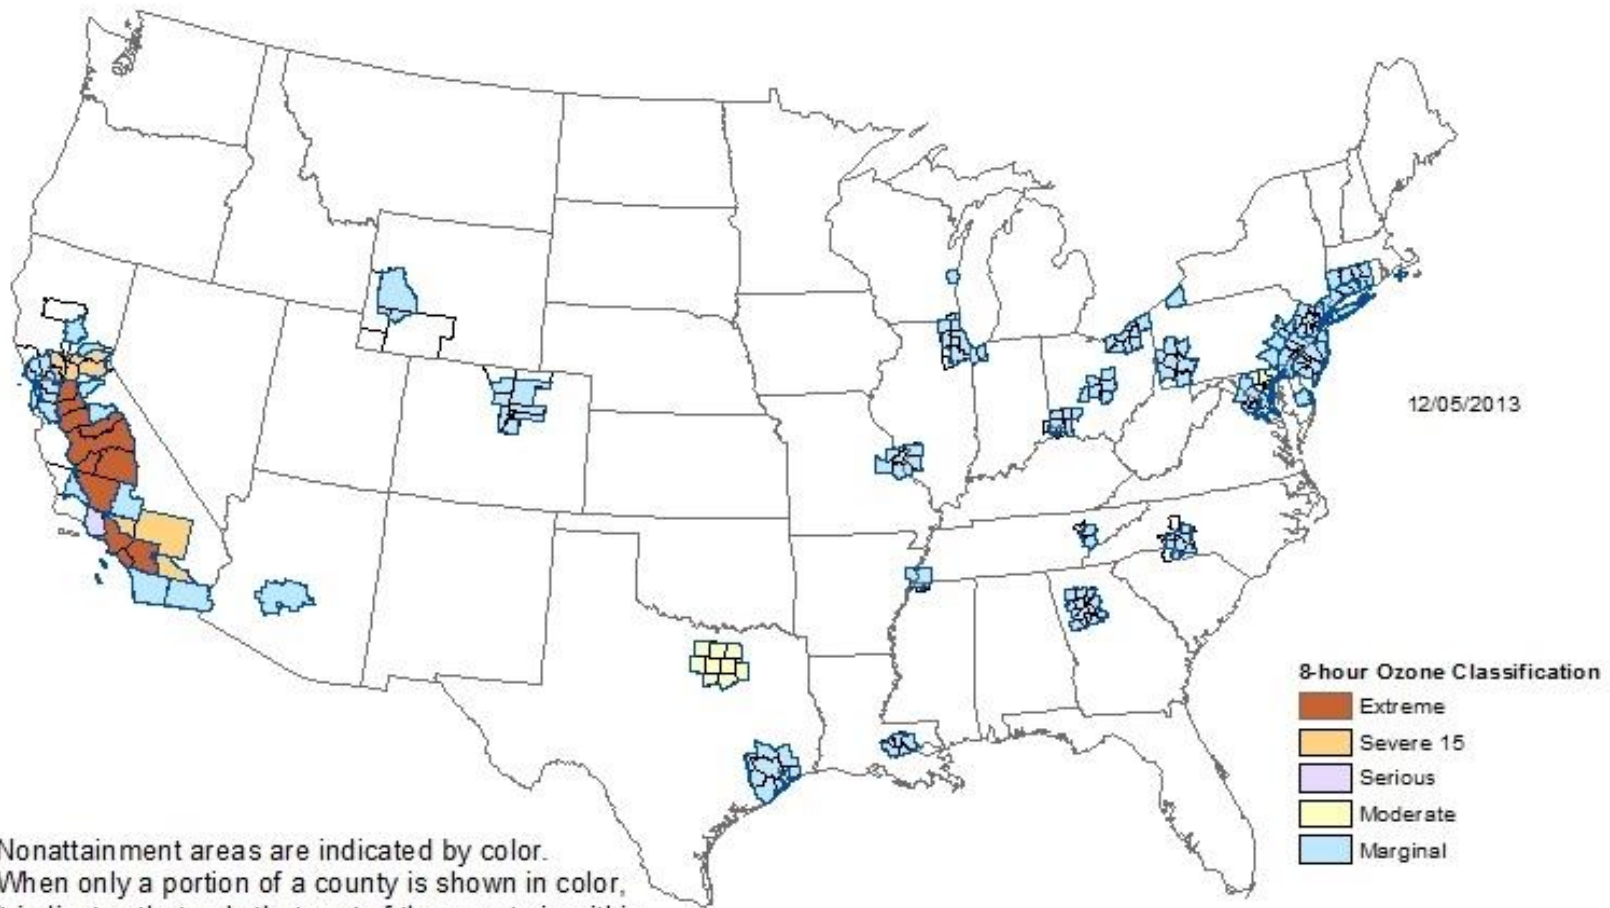 12/05/2013
8-hour Ozone Classification
Extreme
Severe 15
Serious
Moderate
Marginal
Nonattainment areas are indicated by color.
When only a portion of a county is shown in color,